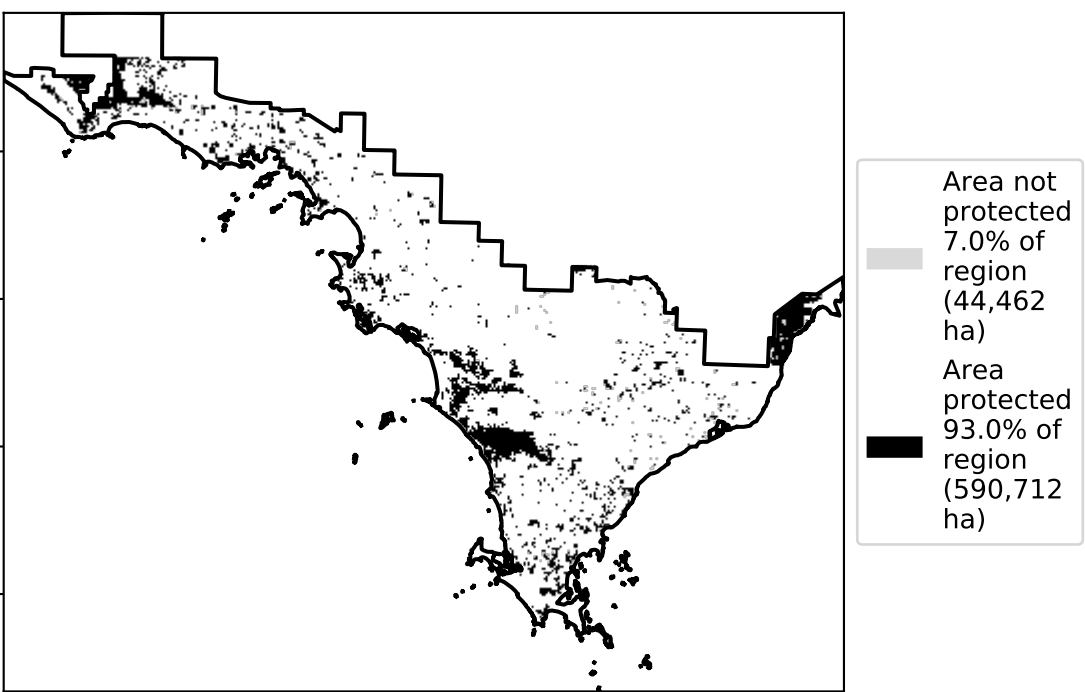 Area not
protected
7.0% of
region
(44,462
ha)
Area
protected
93.0% of
region
(590,712
ha)